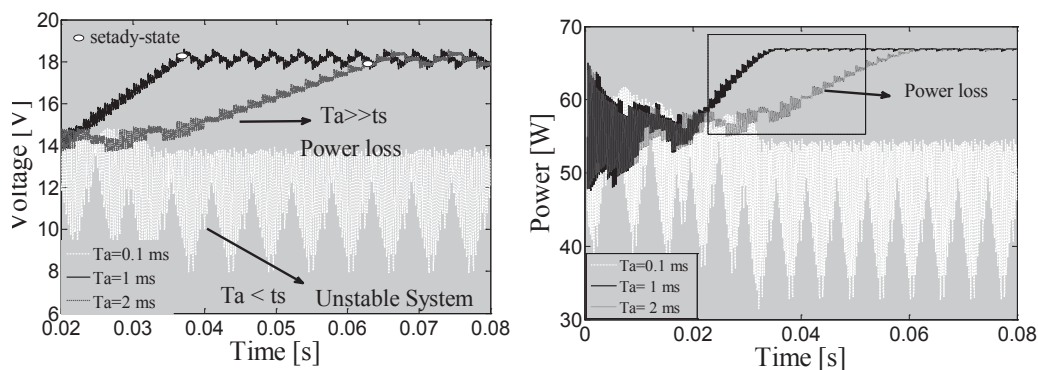 Voltage [V]
20
18
16
14
12
10
8
6
setady-state
Ta>>ts
Power loss
Ta=0.1 ms
Ta=1 ms
Ta=2 ms
Ta < ts
Unstable System
0.02
0.03
0.04
0.05
0.06
0.07
0.08
Time [s]
Power [W]
70
60
50
40
30
Power loss
Ta=0.1 ms
Ta= 1 ms
Ta= 2 ms
0
0.02
0.04
0.06
0.08
Time [s]